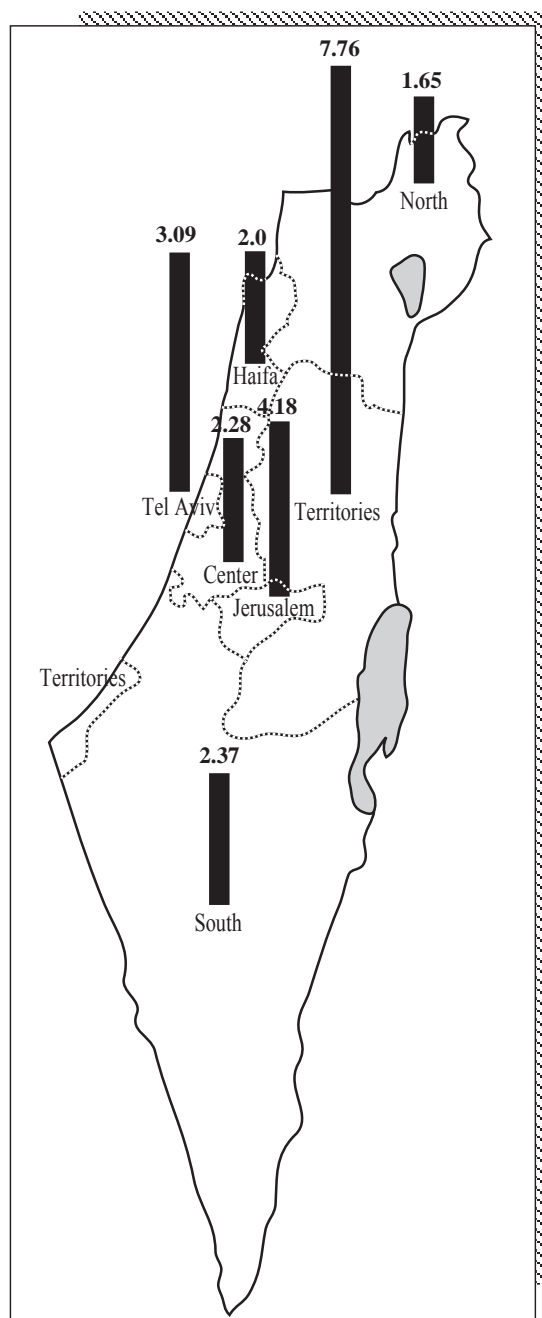 7.76
1.65
North
3.09
2.0
Haifa
4.18
2.28
Tel Aviv
Territories
Center
Jerusalem
Territories
2.37
South